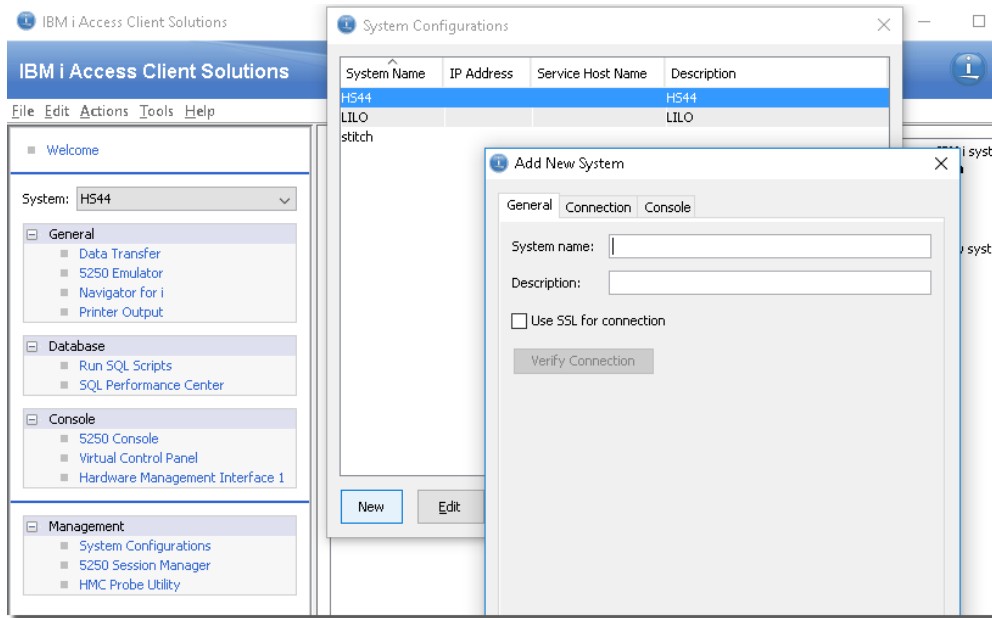 IBM i Access Client Solutions
IBM i Access Client Solutions
File Edit Actions Tools Help
Welcome
System: HS44
General
Data Transfer
5250 Emulator
Navigator for i
Printer Output
Database
Run SQL Scripts
SQL Performance Center
Console
5250 Console
Virtual Control Panel
Hardware Management Interface 1
Management
System Configurations
5250 Session Manager
HMC Probe Utility
System Configurations
System Name IP Address Service Host Name Description
HS44 HS44
LILO LILO
stitch
New Edit
Add New System
General Connection Console
System name:
Description:
Use SSL for connection
Verify Connection
i syst
syst